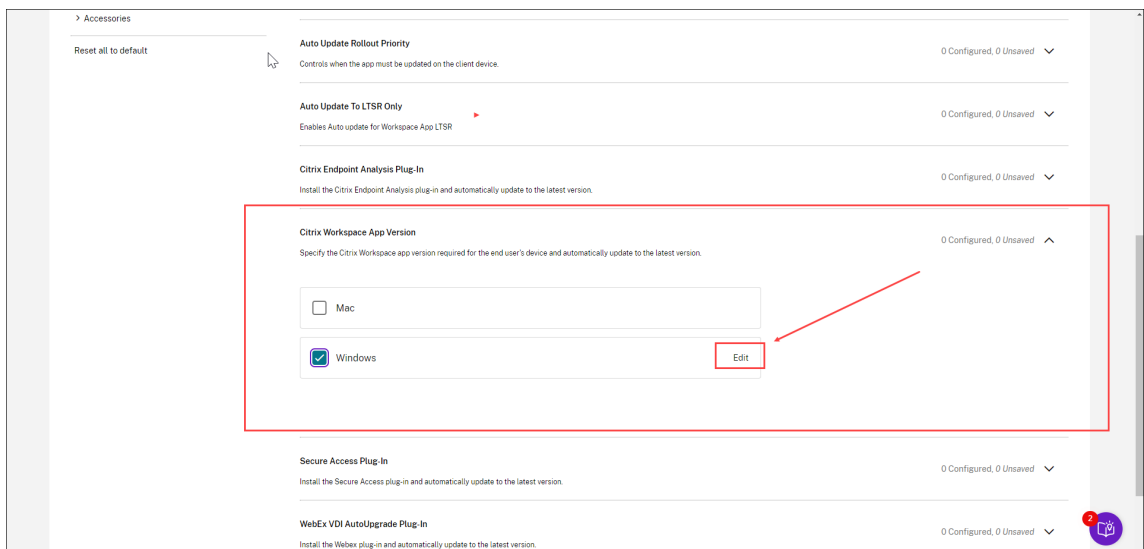 > Accessories
Reset all to default
Auto Update Rollout Priority
Controls when the app must be updated on the client device.
0 Configured, 0 Unsaved
Auto Update To LTSR Only
Enables Auto update for Workspace App LTSR
0 Configured, 0 Unsaved
Citrix Endpoint Analysis Plug-In
Install the Citrix Endpoint Analysis plug-in and automatically update to the latest version.
0 Configured, 0 Unsaved
Citrix Workspace App Version
Specify the Citrix Workspace app version required for the end user's device and automatically update to the latest version.
0 Configured, 0 Unsaved
Mac
Windows
Edit
Secure Access Plug-In
Install the Secure Access plug-in and automatically update to the latest version.
0 Configured, 0 Unsaved
WebEx VDI AutoUpgrade Plug-In
Install the Webex plug-in and automatically update to the latest version.
0 Configured, 0 Unsaved
2